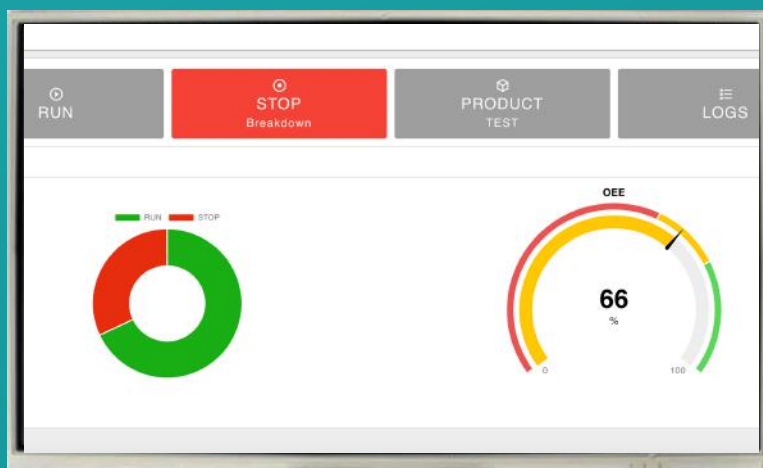 RUN
STOP
Breakdown
PRODUCT
TEST
LOGS
RUN STOP
OEE
66
%
0 100